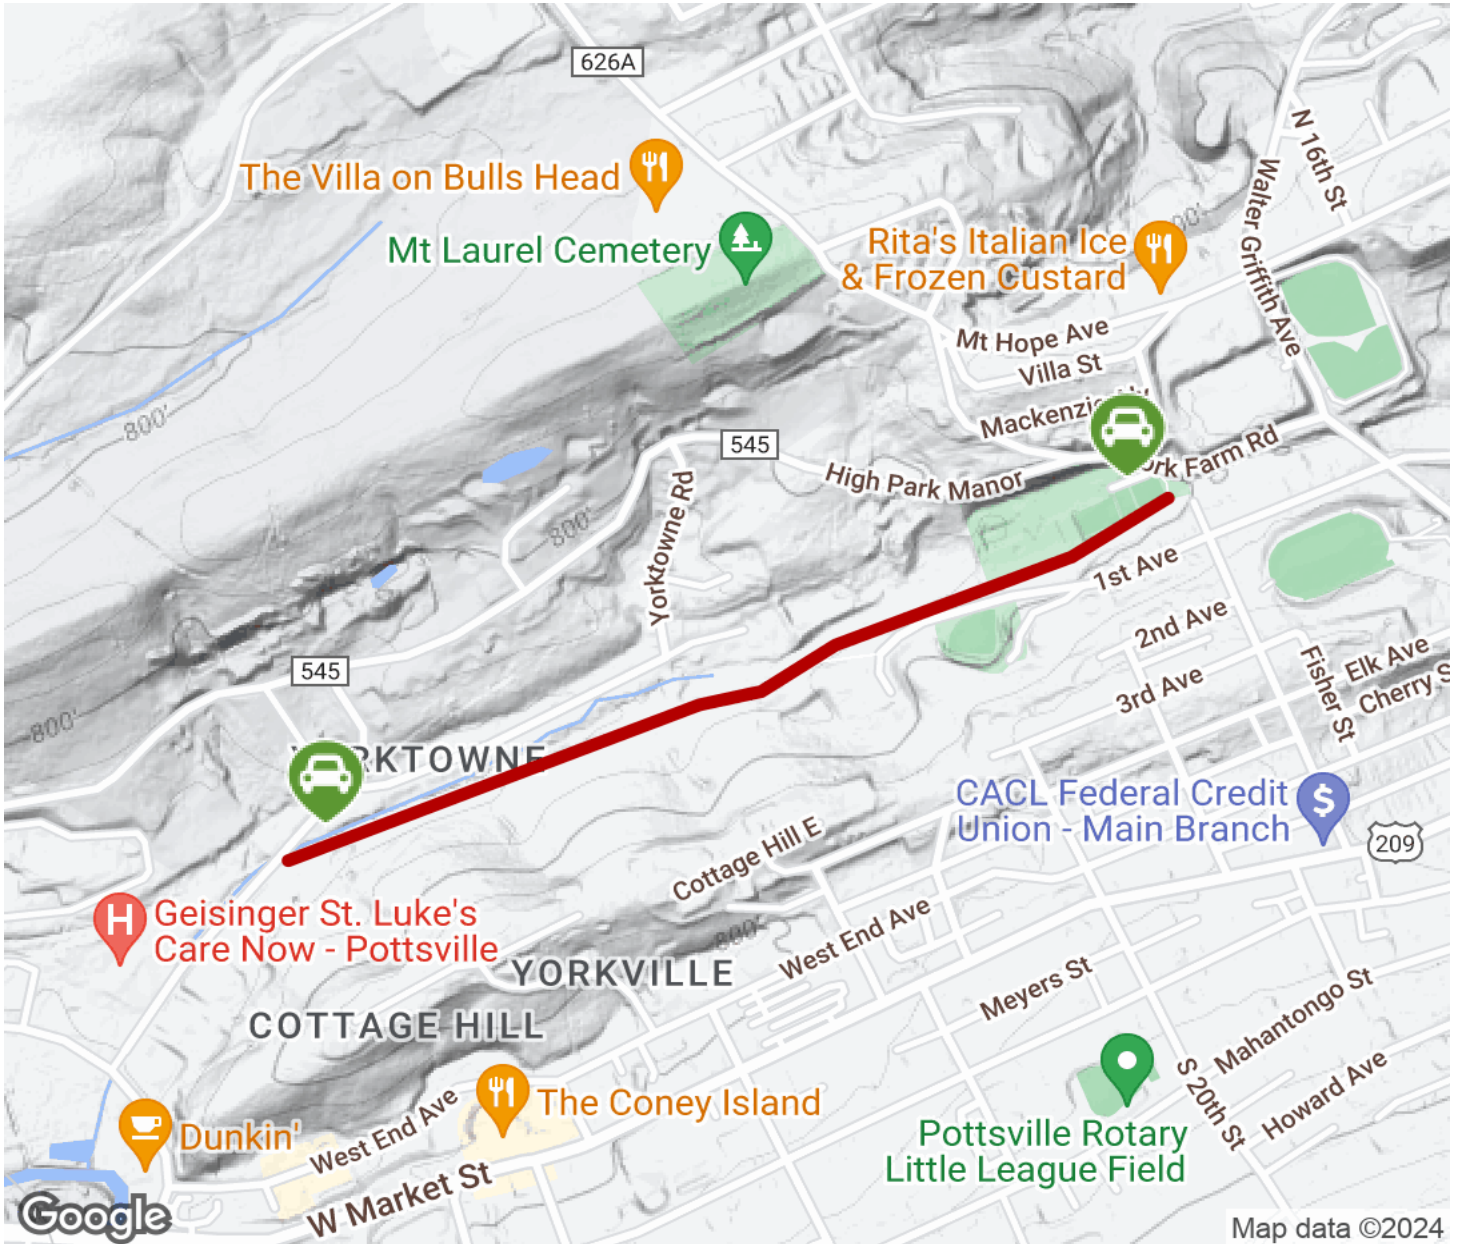 626A
N 16th St
The Villa on Bulls Head
Walter Griffith Ave
Mt Laurel Cemetery
Rita's Italian Ice
& Frozen Custard
Mt Hope Ave
Villa St
800'
545
High Park Manor
Farm Rd
Yorktowne Rd
800'
1st Ave
2nd Ave
3rd Ave
Fisher St
Elk Ave
Cherry S
545
800'
CACL Federal Credit
Union - Main Branch
209
Cottage Hill E
Geisinger St. Luke's
Care Now - Pottsville
800'
West End Ave
YORKVILLE
Meyers St
COTTAGE HILL
Mahantongo St
S 20th St
Howard Ave
The Coney Island
West End Ave
Dunkin'
Pottsville Rotary
Little League Field
W Market St
Google
Map data ©2024